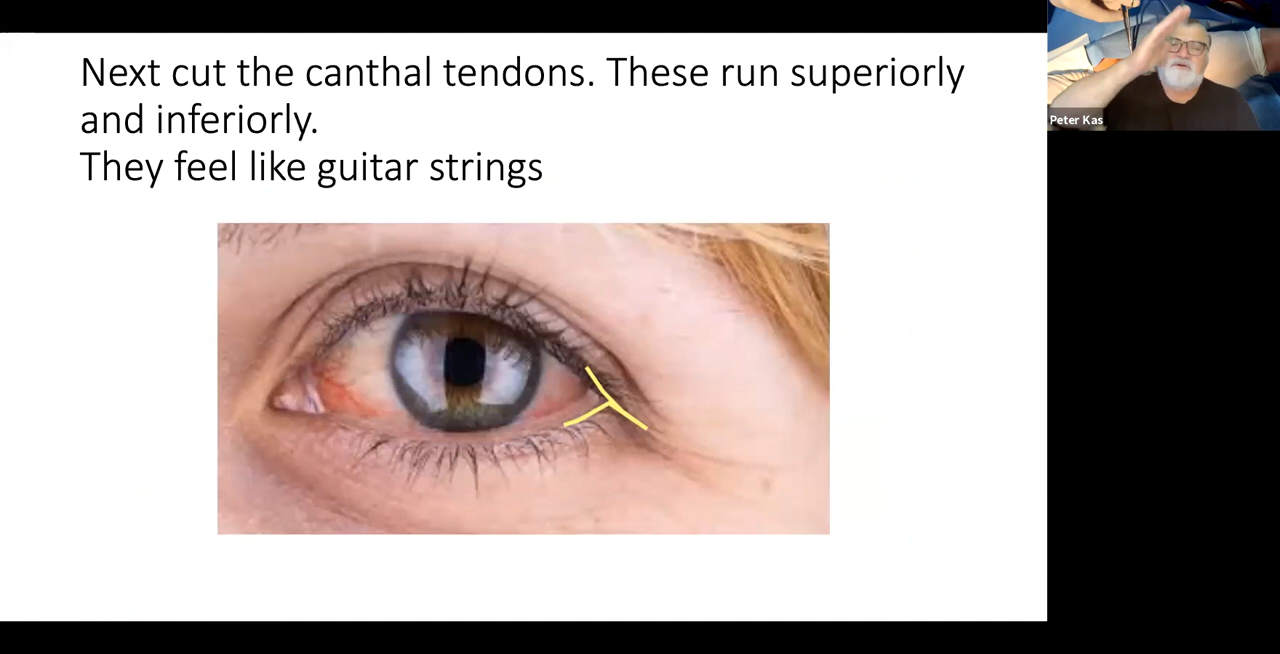 Next cut the canthal tendons. These run superiorly
and inferiorly.
They feel like guitar strings
Peter Kas